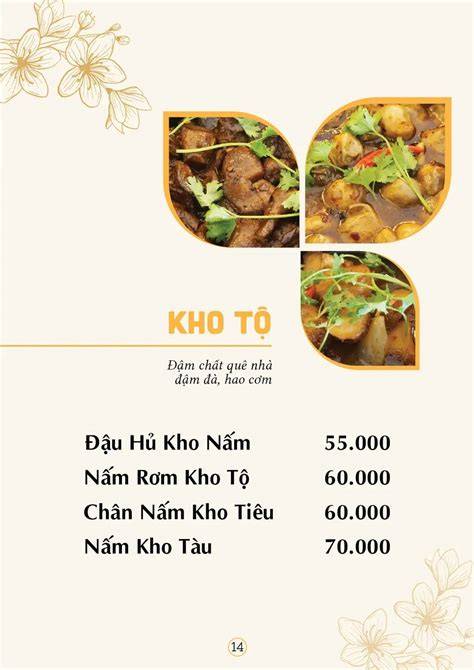 KHO TỘ
Đậm chất quê nhà
đậm đà, hao cơm
Đậu Hủ Kho Nấm 55.000
Nấm Rơm Kho Tộ 60.000
Chân Nấm Kho Tiêu 60.000
Nấm Kho Tàu 70.000
14